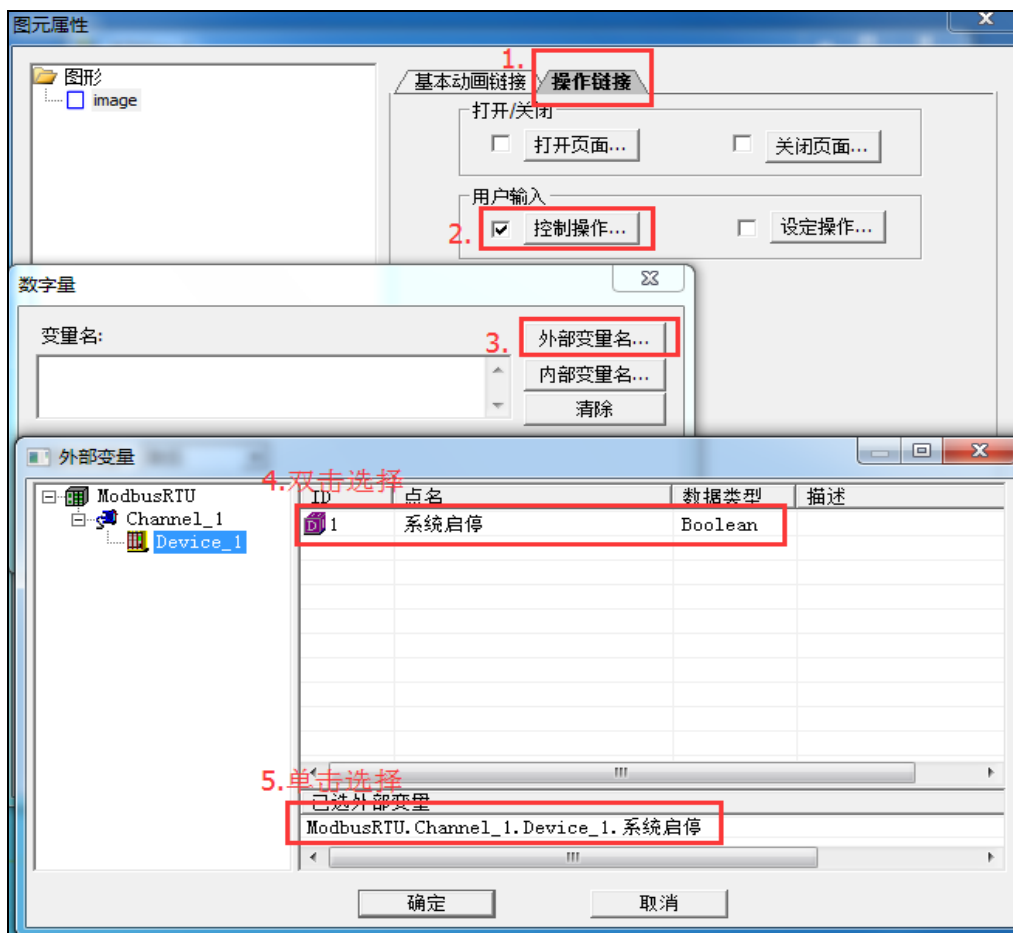 图元属性
1.
图形
image
基本动画链接
操作链接
打开/关闭
打开页面...
关闭页面...
用户输入
2.
控制操作...
设定操作...
数字量
变量名:
3.
外部变量名...
内部变量名...
清除
外部变量
4.双击选择
ModbusRTU
Channel_1
Device_1
ID 点名 数据类型 描述
1 系统启停 Boolean
5.单击选择
已选外部变量
ModbusRTU.Channel_1.Device_1.系统启停
确定 取消